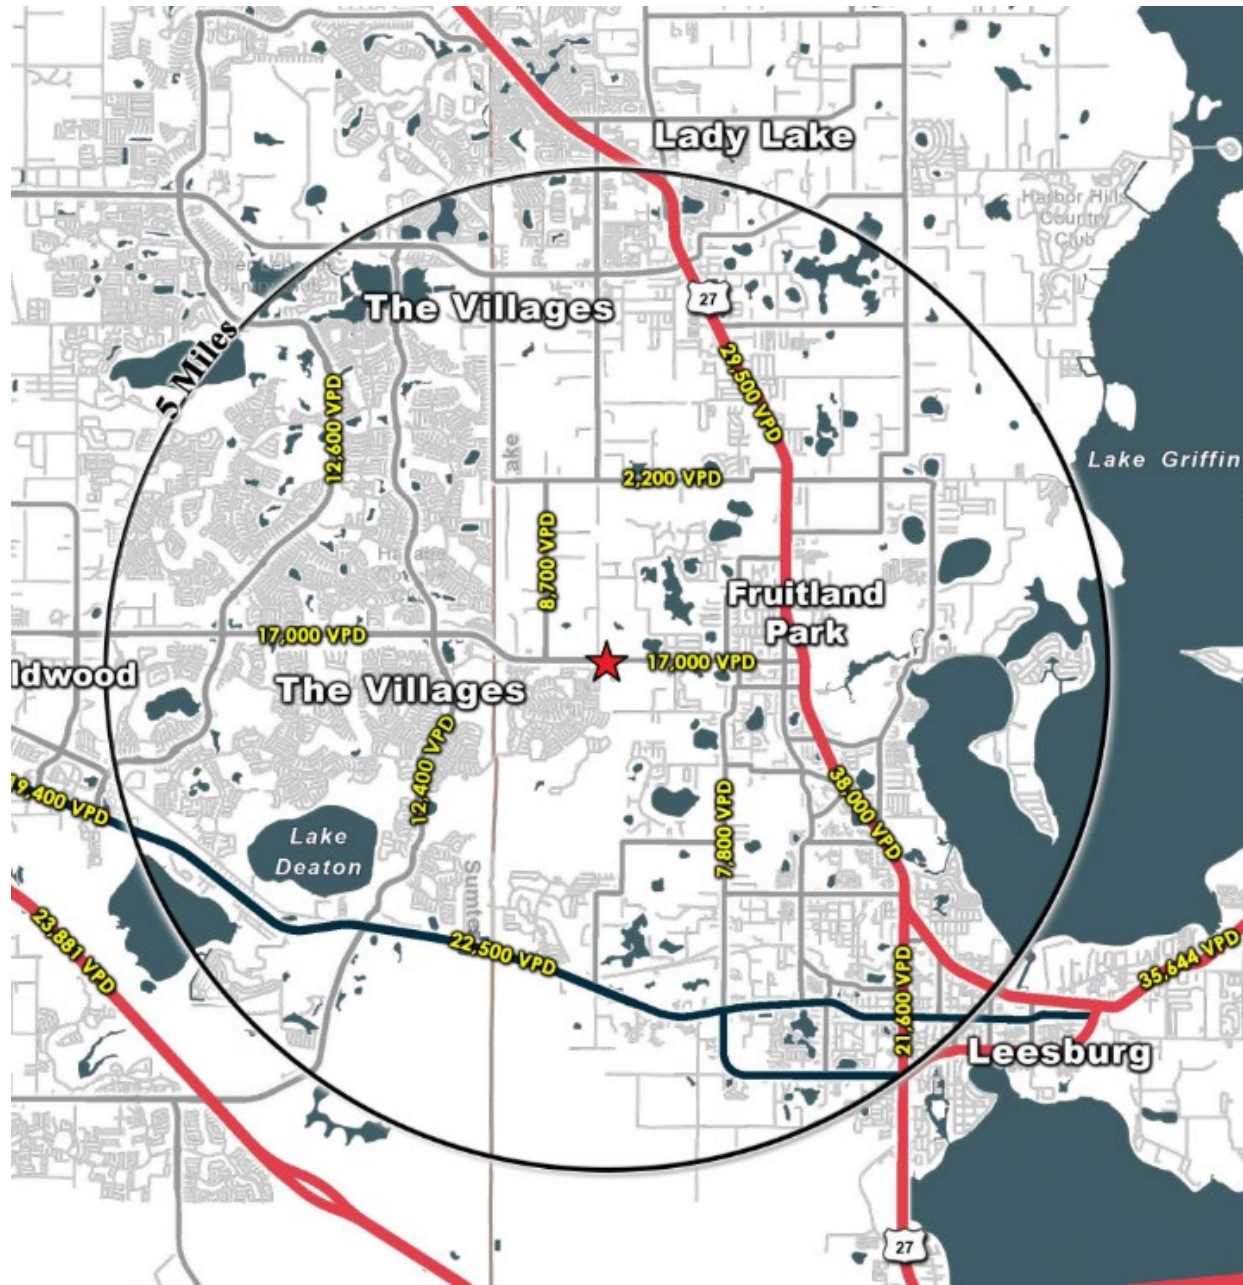 Lady Lake
Harbor Hills
Country
Club
The Villages
27
5 Miles
29,500 VPD
12,600 VPD
Lake
Lake Griffin
2,200 VPD
8,700 VPD
Fruitland
Park
17,000 VPD
17,000 VPD
ldwood
The Villages
12,400 VPD
19,400 VPD
38,000 VPD
7,800 VPD
Lake
Deaton
23,881 VPD
22,500 VPD
21,600 VPD
35,644 VPD
Leesburg
27